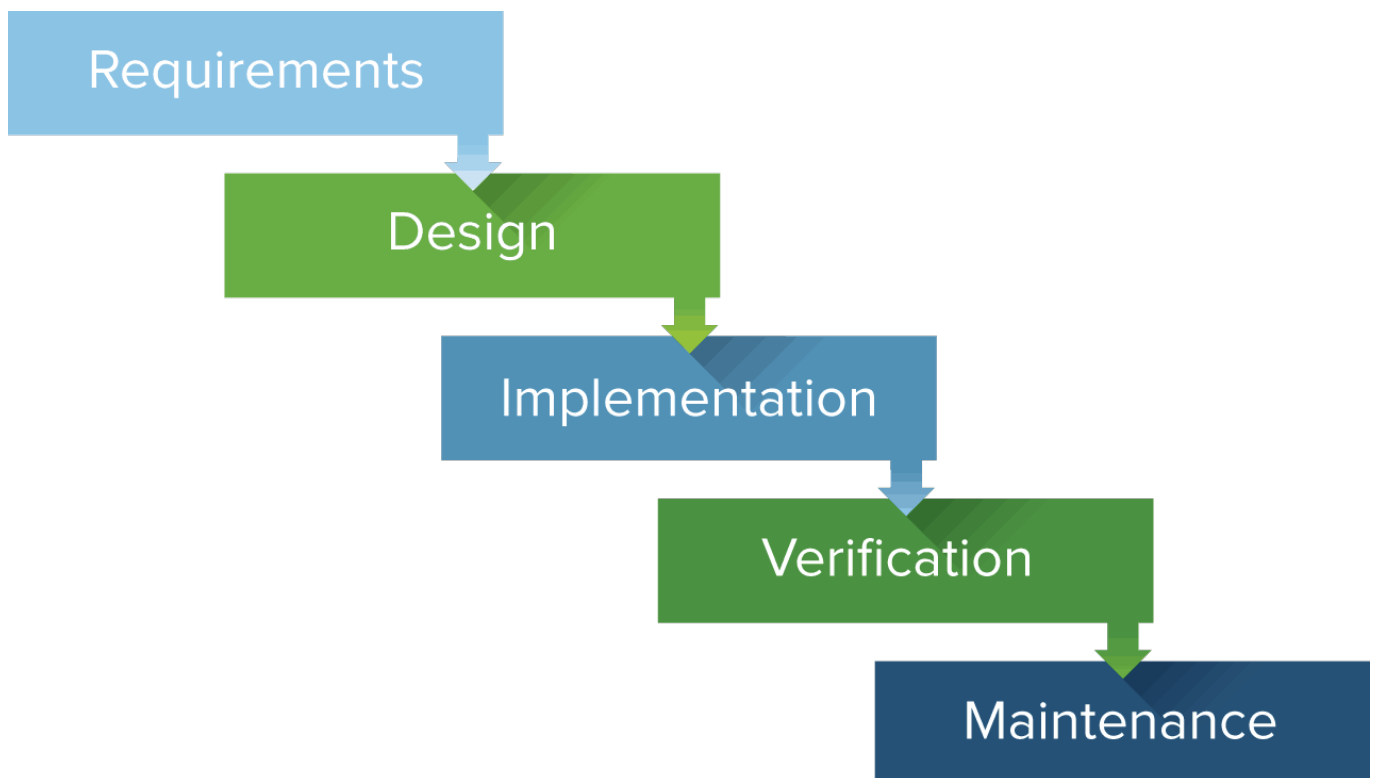 Requirements
Design
Implementation
Verification
Maintenance